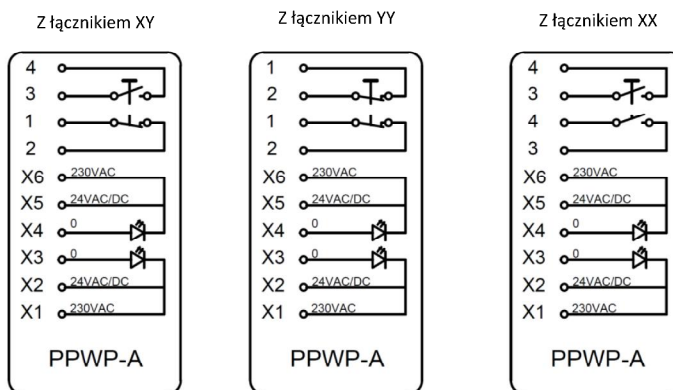 Z łącznikiem XY
4
3
1
2
X6 230VAC
X5 24VAC/DC
X4 0
X3 0
X2 24VAC/DC
X1 230VAC
PPWP-A
Z łącznikiem YY
1
2
1
2
X6 230VAC
X5 24VAC/DC
X4 0
X3 0
X2 24VAC/DC
X1 230VAC
PPWP-A
Z łącznikiem XX
4
3
4
3
X6 230VAC
X5 24VAC/DC
X4 0
X3 0
X2 24VAC/DC
X1 230VAC
PPWP-A